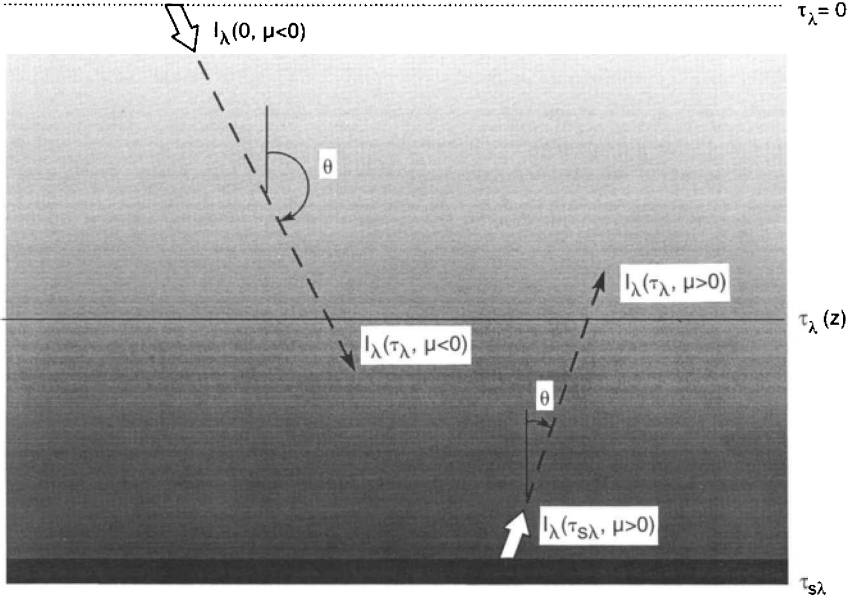 τλ= 0
Iλ(0, μ<0)
θ
Iλ(τλ, μ>0)
τλ (z)
Iλ(τλ, μ<0)
θ
Iλ(τsλ, μ>0)
τsλ